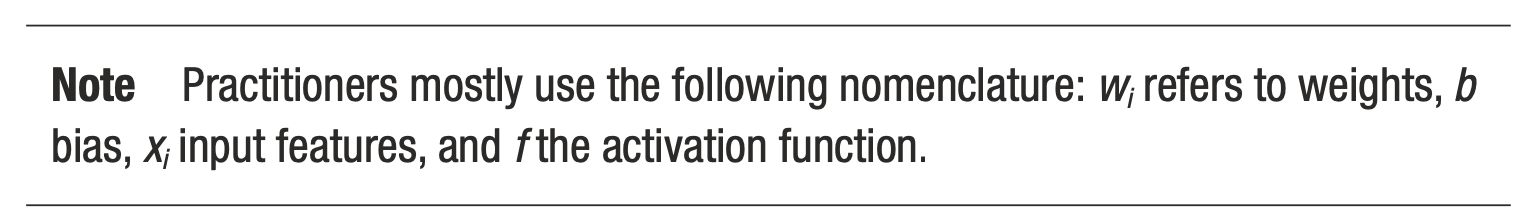 Note Practitioners mostly use the following nomenclature: wᵢ refers to weights, b
bias, xᵢ input features, and f the activation function.